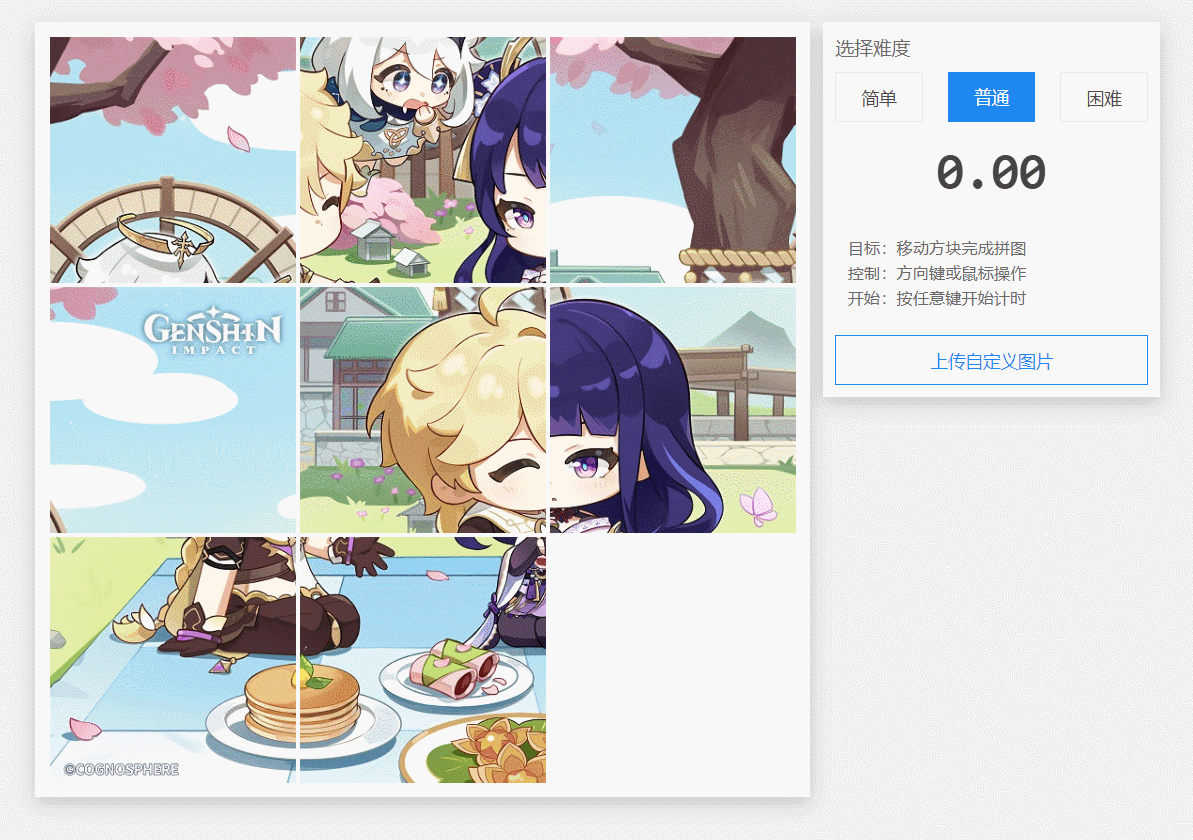 选择难度
简单
普通
困难
0.00
目标：移动方块完成拼图
控制：方向键或鼠标操作
开始：按任意键开始计时
上传自定义图片
GENSHIN
IMPACT
©COGNOSPHERE